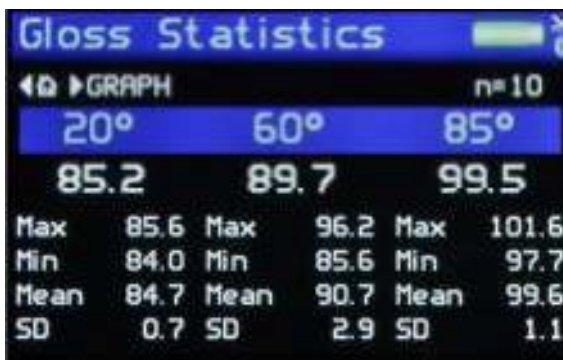 Gloss Statistics
GRAPH n=10
20° 60° 85°
85.2 89.7 99.5
Max 85.6 Max 96.2 Max 101.6
Min 84.0 Min 85.6 Min 97.7
Mean 84.7 Mean 90.7 Mean 99.6
SD 0.7 SD 2.9 SD 1.1